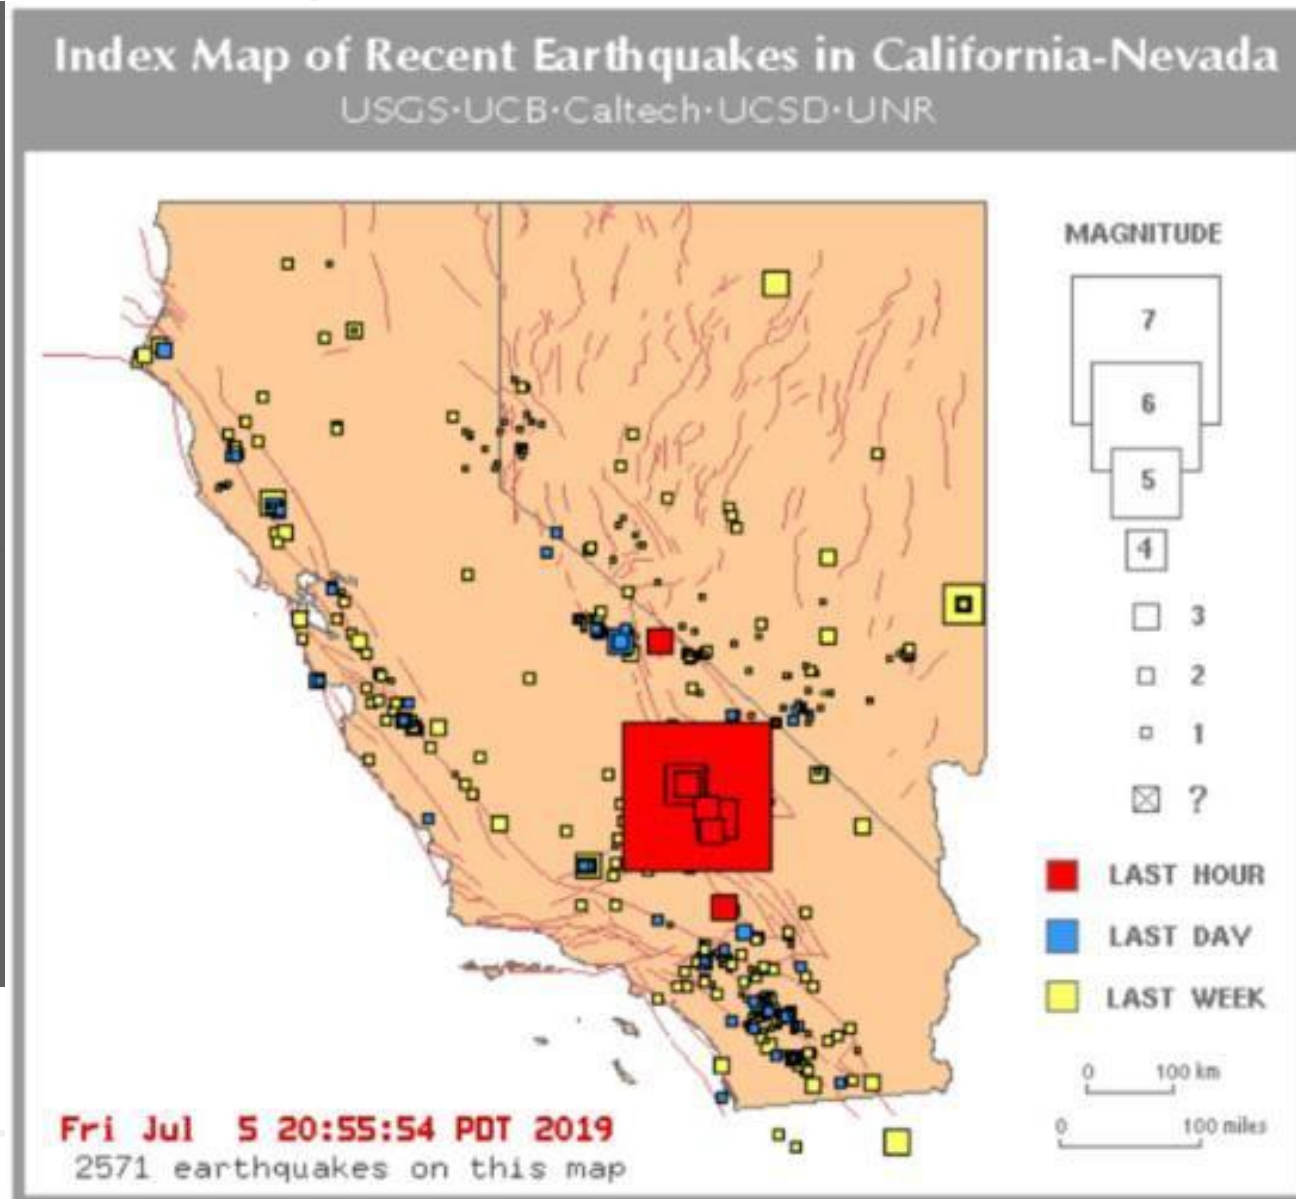 Index Map of Recent Earthquakes in California-Nevada
USGS·UCB·Caltech·UCSD·UNR
MAGNITUDE
7
6
5
4
3
2
1
?
LAST HOUR
LAST DAY
LAST WEEK
0 100 km
0 100 miles
Fri Jul 5 20:55:54 PDT 2019
2571 earthquakes on this map